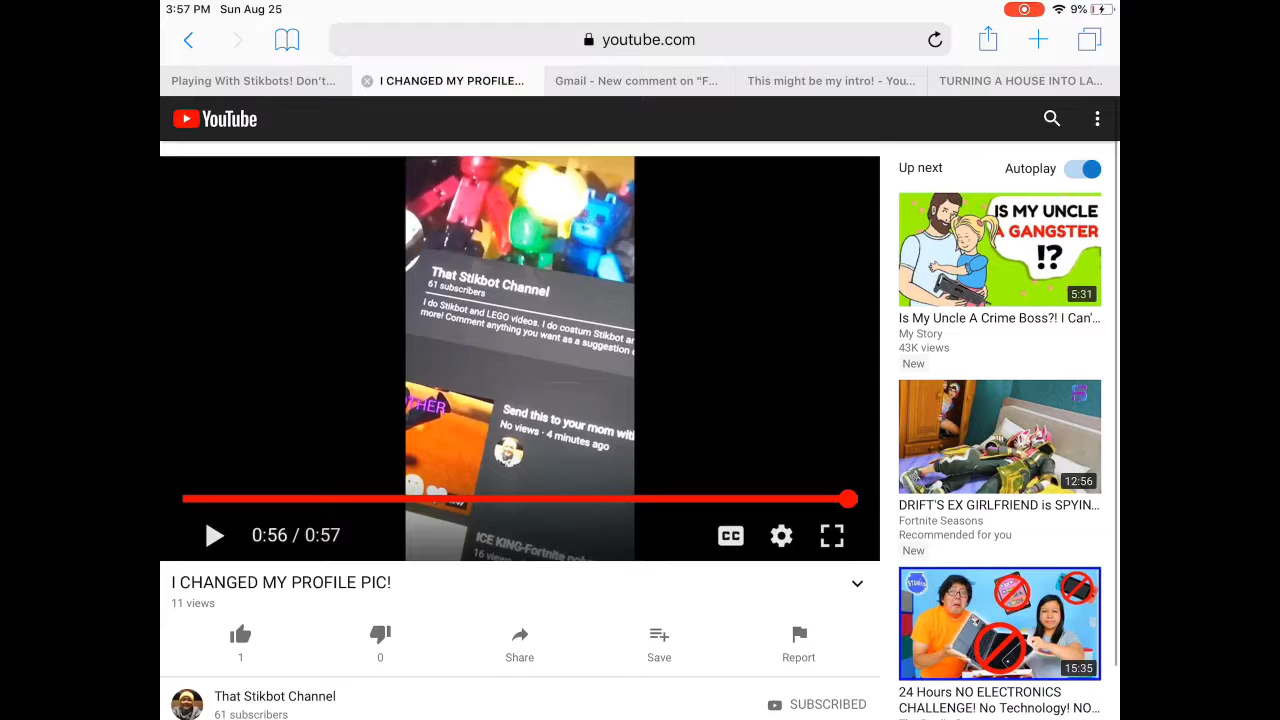 3:57 PM Sun Aug 25
9%
youtube.com
Playing With Stikbots! Don't...
I CHANGED MY PROFILE...
Gmail - New comment on "F...
This might be my intro! - You...
TURNING A HOUSE INTO LA...
YouTube
That Stikbot Channel
61 subscribers
I do Stikbot and LEGO videos. I do costum Stikbot an
more! Comment anything you want as a suggestion o
THER
Send this to your mom wit
No views · 4 minutes ago
ICE KING-Fortnite
16 views
0:56 / 0:57
CC
I CHANGED MY PROFILE PIC!
11 views
1
0
Share
Save
Report
That Stikbot Channel
61 subscribers
SUBSCRIBED
Up next
Autoplay
IS MY UNCLE
A GANGSTER
!?
5:31
Is My Uncle A Crime Boss?! I Can'...
My Story
43K views
New
12:56
DRIFT'S EX GIRLFRIEND is SPYIN...
Fortnite Seasons
Recommended for you
New
15:35
24 Hours NO ELECTRONICS
CHALLENGE! No Technology! NO...